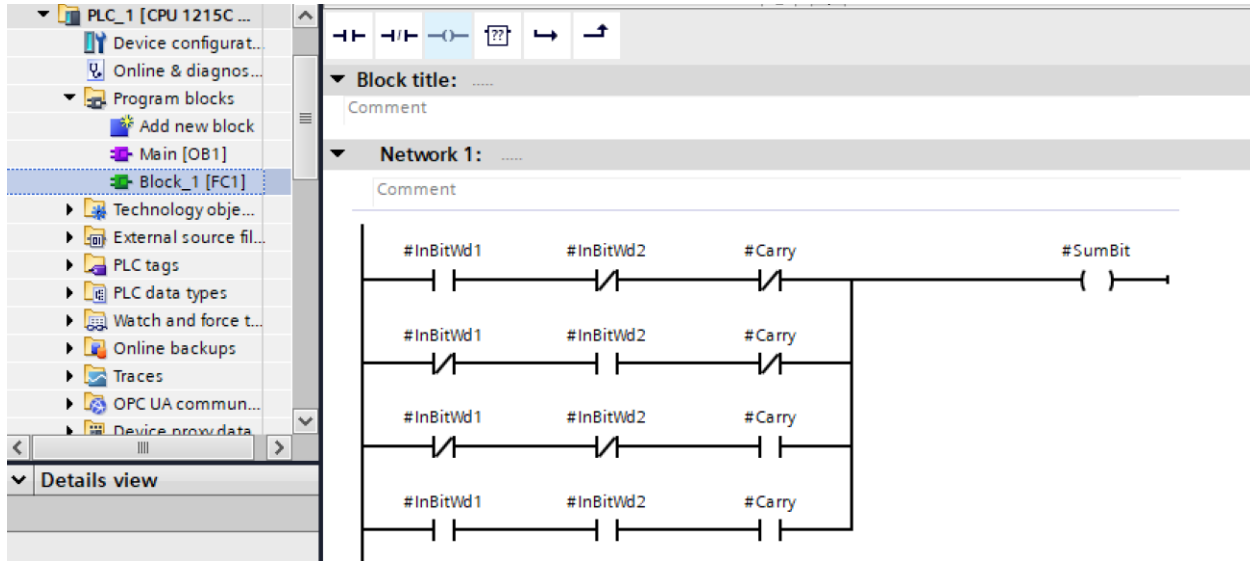 PLC_1 [CPU 1215C ...
Device configurat...
Online & diagnos...
Program blocks
Add new block
Main [OB1]
Block_1 [FC1]
Technology obje...
External source fil...
PLC tags
PLC data types
Watch and force t...
Online backups
Traces
OPC UA commun...
Device proxy data
Details view
??
Block title: .....
Comment
Network 1: .....
Comment
#InBitWd1 #InBitWd2 #Carry #SumBit
#InBitWd1 #InBitWd2 #Carry
#InBitWd1 #InBitWd2 #Carry
#InBitWd1 #InBitWd2 #Carry